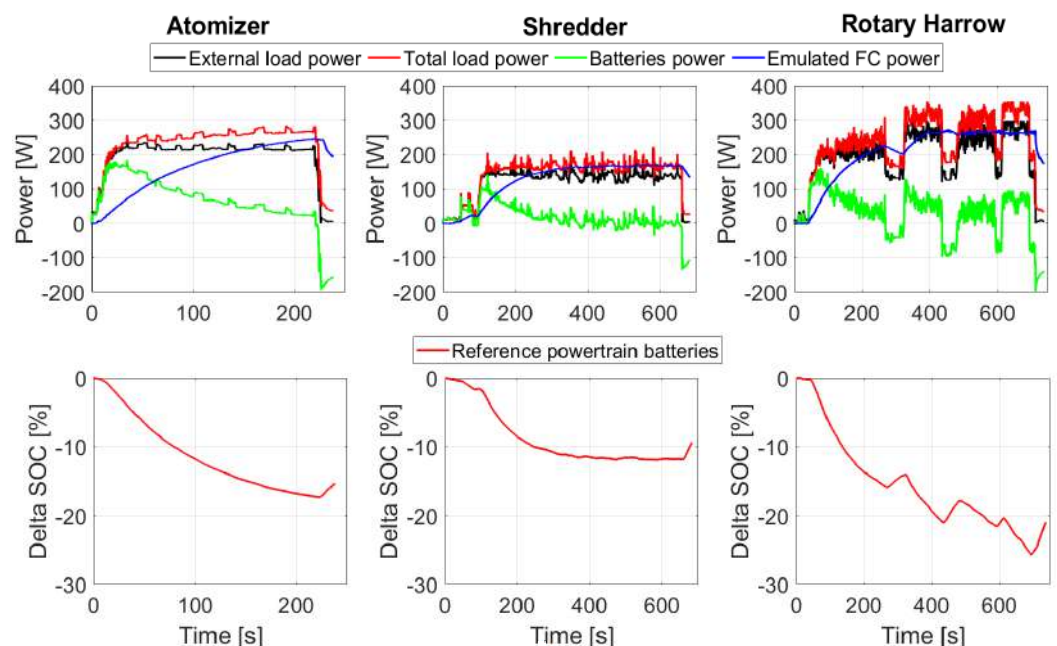 Atomizer
Shredder
Rotary Harrow
External load power Total load power Batteries power Emulated FC power
Power [W]
400
300
200
100
0
-100
-200
0 200
Power [W]
400
300
200
100
0
-100
-200
0 200 400 600
Power [W]
400
300
200
100
0
-100
-200
0 200 400 600
Reference powertrain batteries
Delta SOC [%]
0
-10
-20
-30
0 100 200
Time [s]
Delta SOC [%]
0
-10
-20
-30
0 200 400 600
Time [s]
Delta SOC [%]
0
-10
-20
-30
0 200 400 600
Time [s]